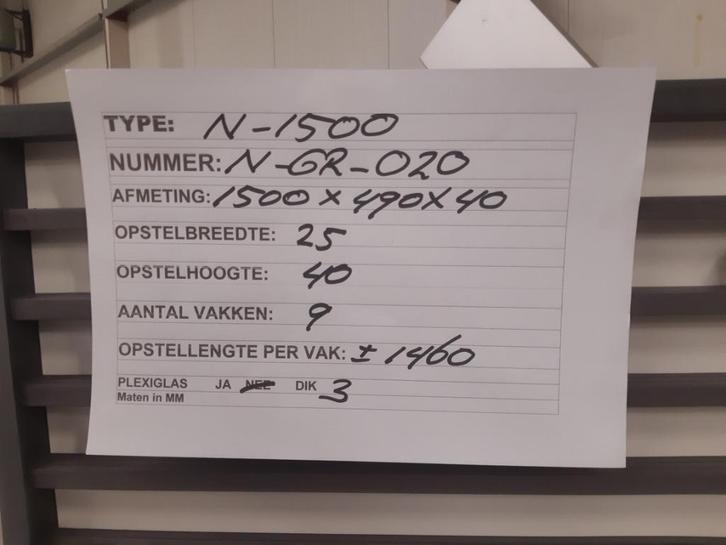 TYPE: N-1500
NUMMER: N-GR-020
AFMETING: 1500 x 490 x 40
OPSTELBREEDTE: 25
OPSTELHOOGTE: 40
AANTAL VAKKEN: 9
OPSTELLENGTE PER VAK: ± 1460
PLEXIGLAS JA NEE DIK 3
Maten in MM